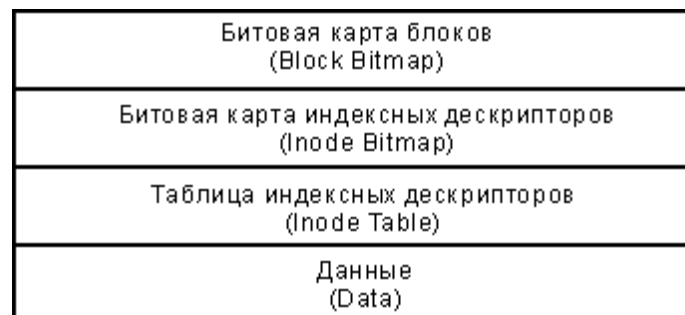 Битовая карта блоков
(Block Bitmap)
Битовая карта индексных дескрипторов
(Inode Bitmap)
Таблица индексных дескрипторов
(Inode Table)
Данные
(Data)